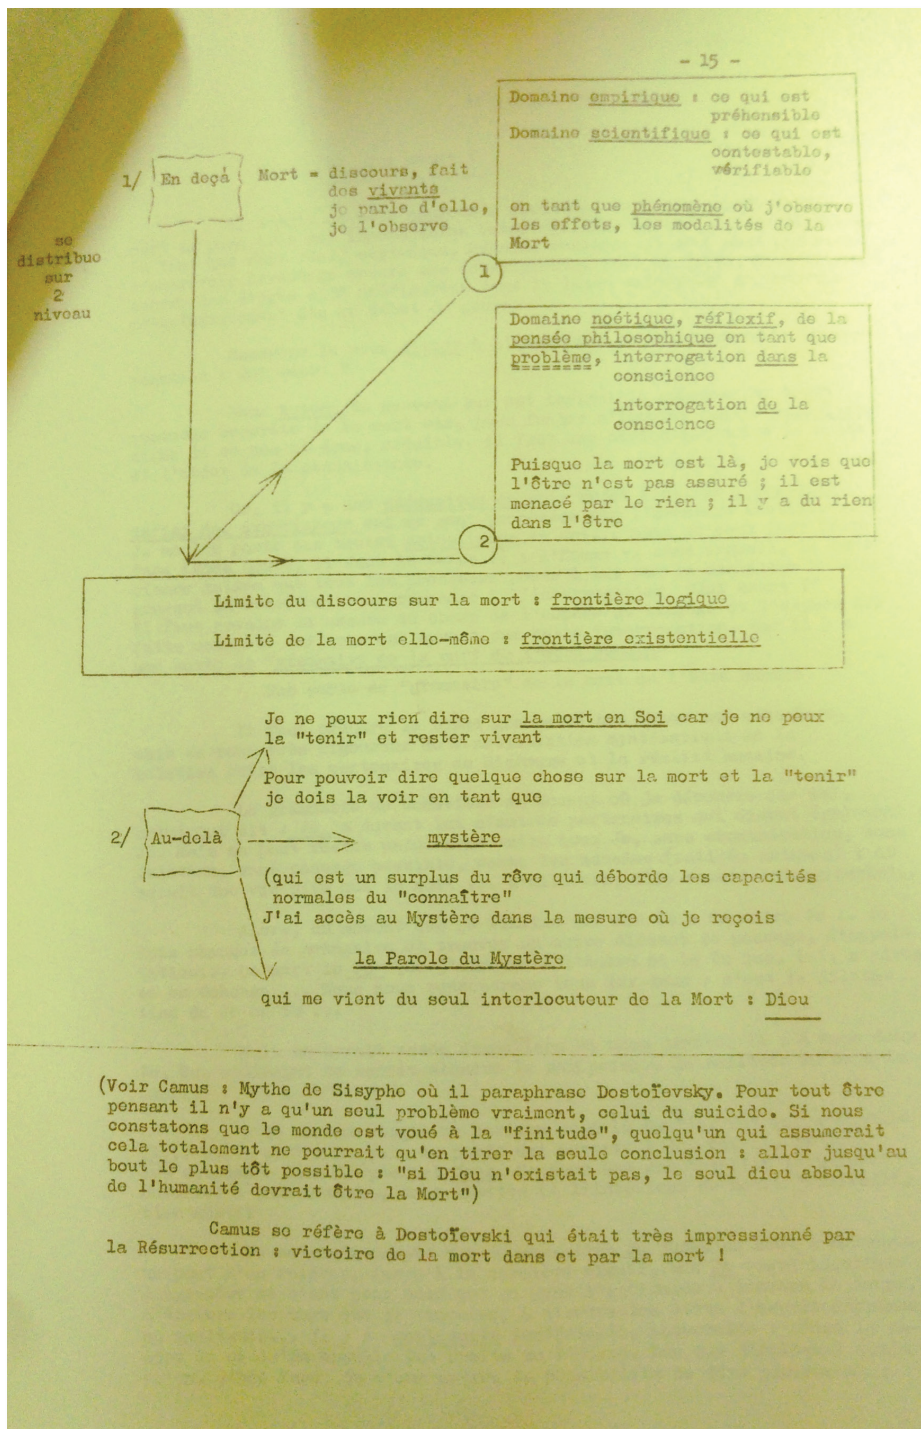 - 15 -
Domaine empirique : ce qui est
préhensible
Domaine scientifique : ce qui est
contestable,
vérifiable
en tant que phénomène où j'observe
les effets, les modalités de la
Mort
1/ En deçà Mort = discours, fait
des vivants
je parle d'elle,
je l'observe
se
distribue
sur
2
niveau
1
Domaine noétique, réflexif, de la
pensée philosophique en tant que
problème, interrogation dans la
conscience
interrogation de la
conscience
Puisque la mort est là, je vois que
l'être n'est pas assuré ; il est
menacé par le rien ; il y a du rien
dans l'être
2
Limite du discours sur la mort : frontière logique
Limité de la mort elle-même : frontière existentielle
Je ne peux rien dire sur la mort en Soi car je ne peux
la "tenir" et rester vivant
Pour pouvoir dire quelque chose sur la mort et la "tenir"
je dois la voir en tant que
2/ Au-delà mystère
(qui est un surplus du rêve qui déborde les capacités
normales du "connaître"
J'ai accès au Mystère dans la mesure où je reçois
la Parole du Mystère
qui me vient du seul interlocuteur de la Mort : Dieu
(Voir Camus : Mythe de Sisyphe où il paraphrase Dostoïevsky. Pour tout être
pensant il n'y a qu'un seul problème vraiment, celui du suicide. Si nous
constatons que le monde est voué à la "finitude", quelqu'un qui assumerait
cela totalement ne pourrait qu'en tirer la seule conclusion : aller jusqu'au
bout le plus tôt possible : "si Dieu n'existait pas, le seul dieu absolu
de l'humanité devrait être la Mort")
Camus se réfère à Dostoïevski qui était très impressionné par
la Résurrection : victoire de la mort dans et par la mort !